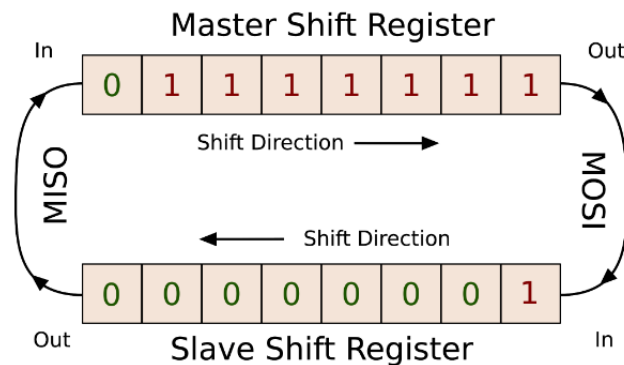 Master Shift Register
In
Out
0 1 1 1 1 1 1 1
Shift Direction
MISO
MOSI
Shift Direction
0 0 0 0 0 0 0 1
Out
In
Slave Shift Register